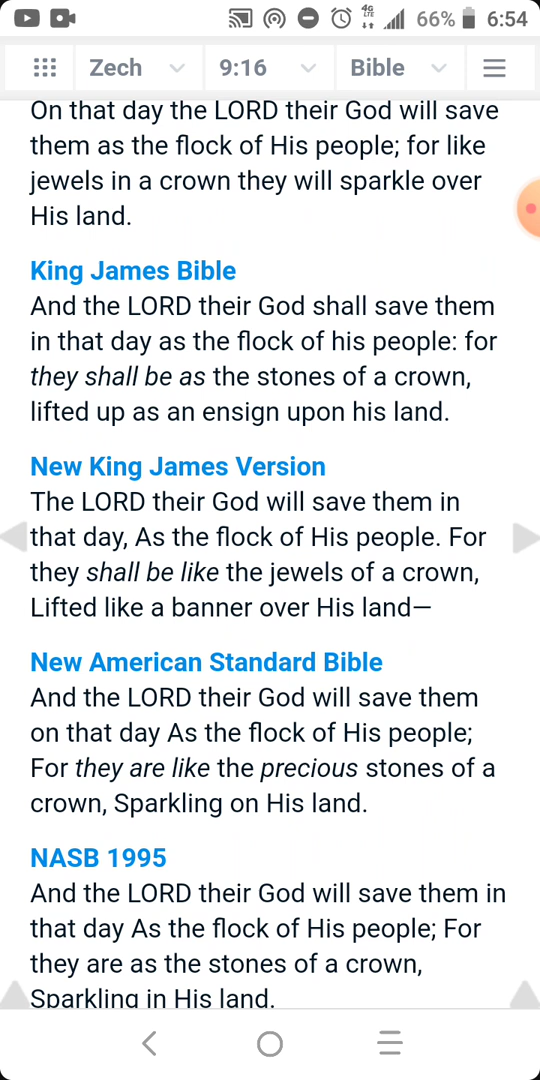 4G
LTE
66%
6:54
Zech
9:16
Bible
On that day the LORD their God will save
them as the flock of His people; for like
jewels in a crown they will sparkle over
His land.
King James Bible
And the LORD their God shall save them
in that day as the flock of his people: for
they shall be as the stones of a crown,
lifted up as an ensign upon his land.
New King James Version
The LORD their God will save them in
that day, As the flock of His people. For
they shall be like the jewels of a crown,
Lifted like a banner over His land—
New American Standard Bible
And the LORD their God will save them
on that day As the flock of His people;
For they are like the precious stones of a
crown, Sparkling on His land.
NASB 1995
And the LORD their God will save them in
that day As the flock of His people; For
they are as the stones of a crown,
Sparkling in His land.